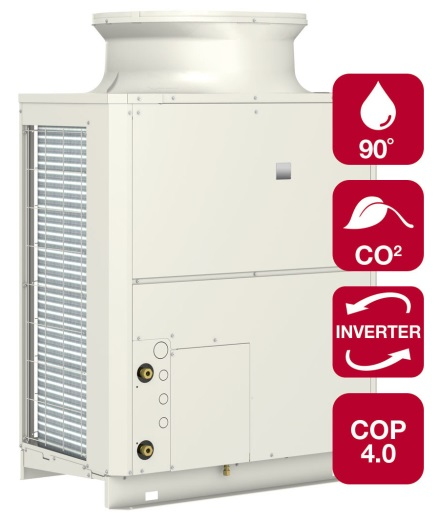 90°
CO²
INVERTER
COP
4.0